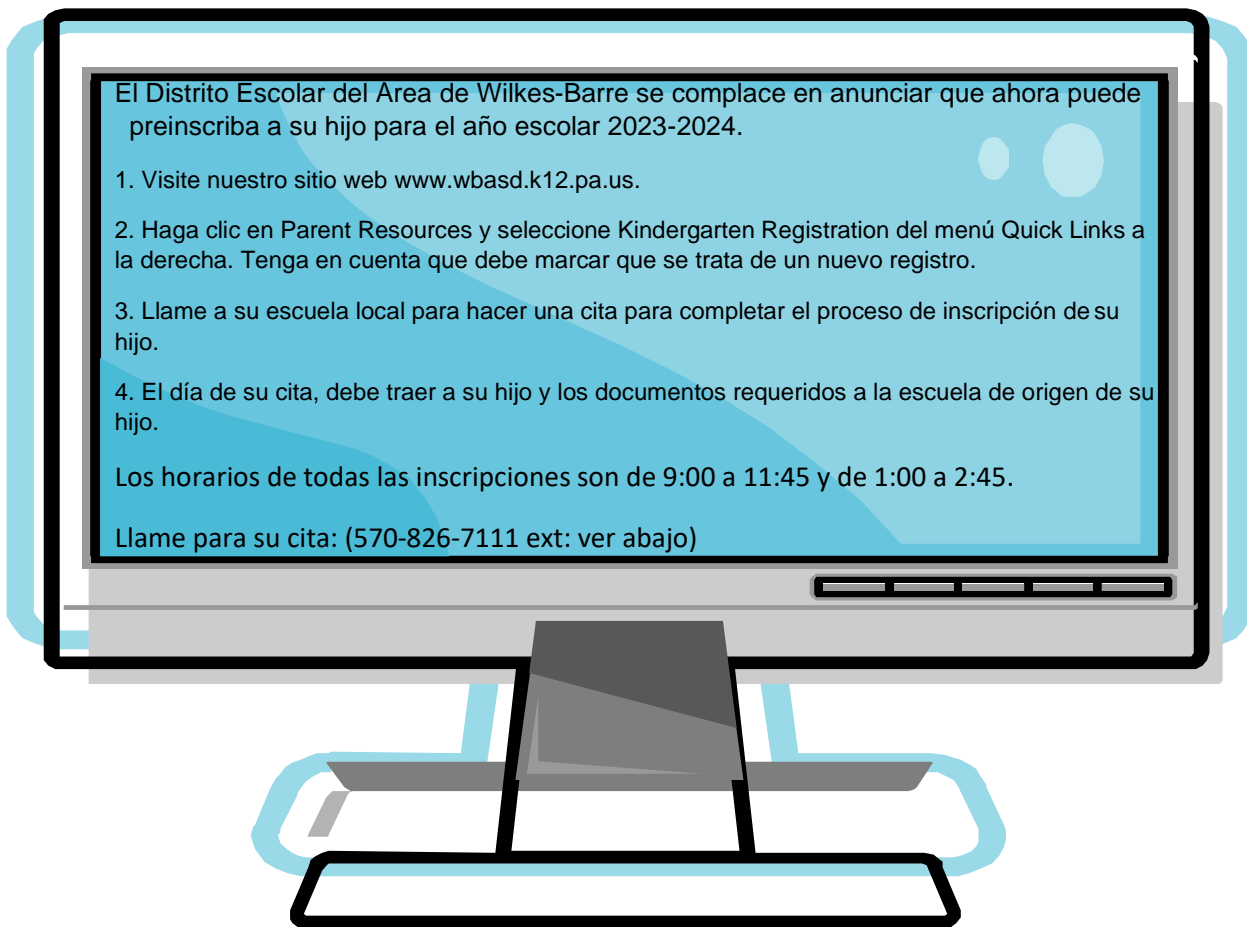 El Distrito Escolar del Área de Wilkes-Barre se complace en anunciar que ahora puede
preinscriba a su hijo para el año escolar 2023-2024.
1. Visite nuestro sitio web www.wbasd.k12.pa.us.
2. Haga clic en Parent Resources y seleccione Kindergarten Registration del menú Quick Links a
la derecha. Tenga en cuenta que debe marcar que se trata de un nuevo registro.
3. Llame a su escuela local para hacer una cita para completar el proceso de inscripción de su
hijo.
4. El día de su cita, debe traer a su hijo y los documentos requeridos a la escuela de origen de su
hijo.
Los horarios de todas las inscripciones son de 9:00 a 11:45 y de 1:00 a 2:45.
Llame para su cita: (570-826-7111 ext: ver abajo)